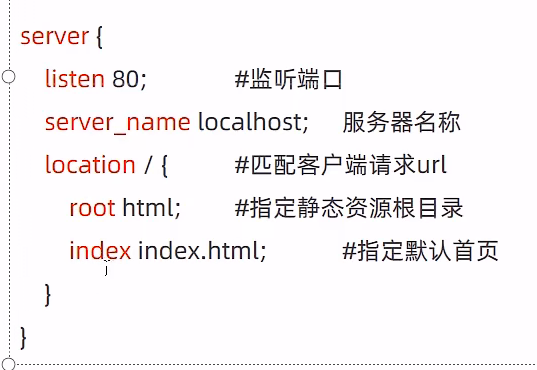 server {
listen 80; #监听端口
server_name localhost; 服务器名称
location / { #匹配客户端请求url
root html; #指定静态资源根目录
index index.html; #指定默认首页
}
}